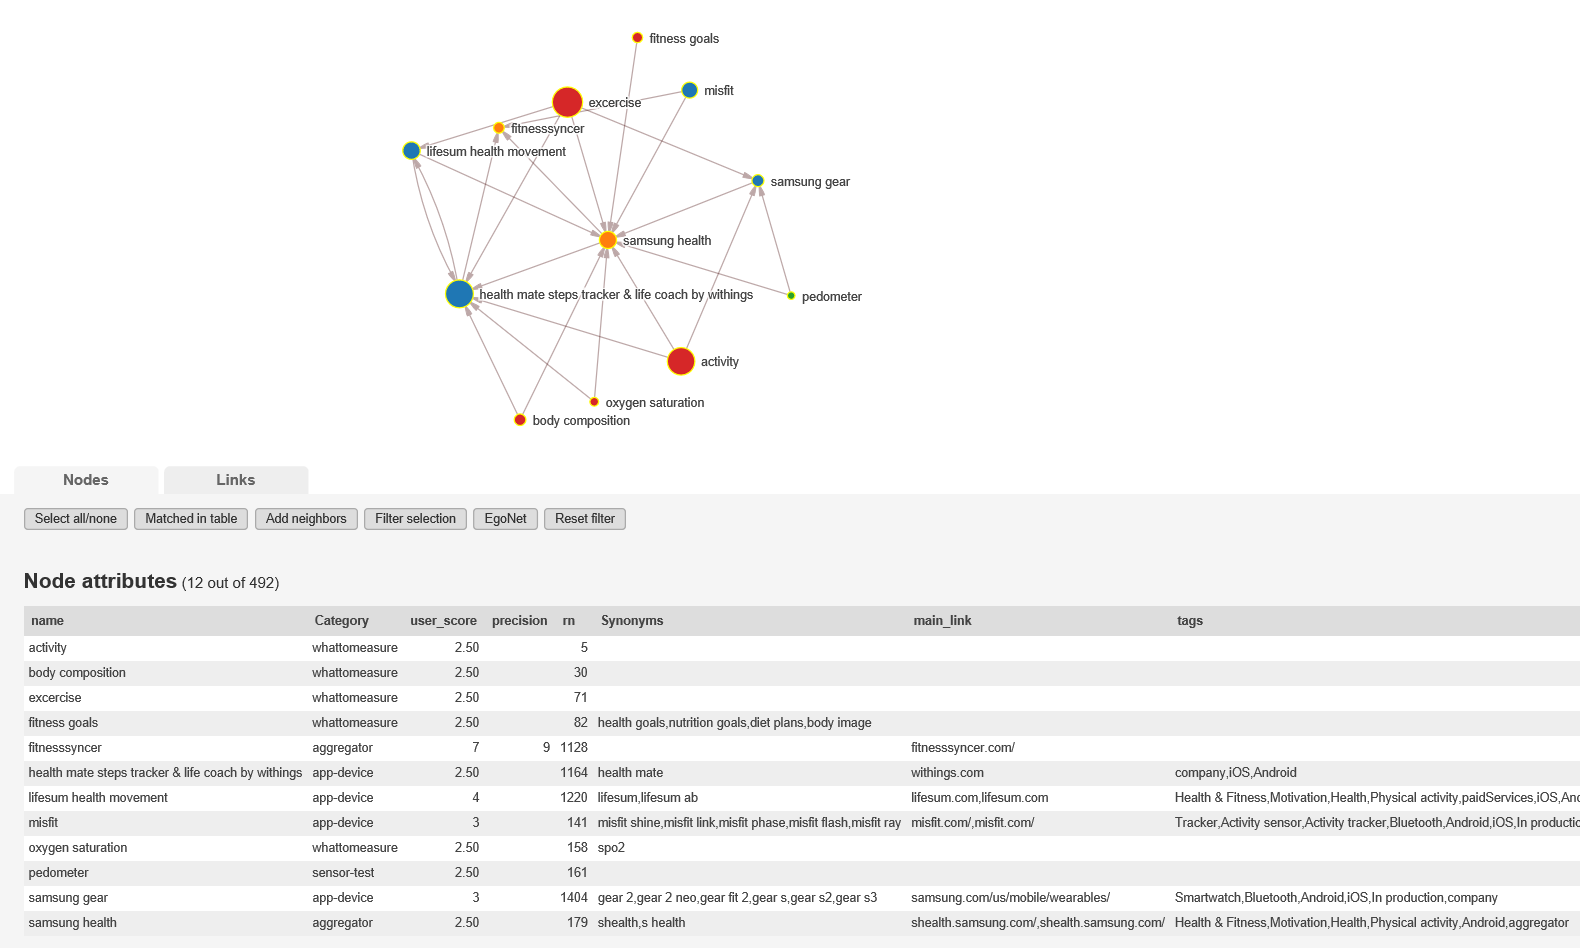 fitness goals
misfit
excercise
fitnesssyncer
lifesum health movement
samsung gear
samsung health
health mate steps tracker & life coach by withings
pedometer
activity
oxygen saturation
body composition
Nodes Links
Select all/none Matched in table Add neighbors Filter selection EgoNet Reset filter
Node attributes (12 out of 492)
name Category user_score precision rn Synonyms main_link tags
activity whattomeasure 2.50 5
body composition whattomeasure 2.50 30
excercise whattomeasure 2.50 71
fitness goals whattomeasure 2.50 82 health goals,nutrition goals,diet plans,body image
fitnesssyncer aggregator 7 9 1128 fitnesssyncer.com/
health mate steps tracker & life coach by withings app-device 2.50 1164 health mate withings.com company,iOS,Android
lifesum health movement app-device 4 1220 lifesum,lifesum ab lifesum.com,lifesum.com Health & Fitness,Motivation,Health,Physical activity,paidServices,iOS,And
misfit app-device 3 141 misfit shine,misfit link,misfit phase,misfit flash,misfit ray misfit.com/,misfit.com/ Tracker,Activity sensor,Activity tracker,Bluetooth,Android,iOS,In productio
oxygen saturation whattomeasure 2.50 158 spo2
pedometer sensor-test 2.50 161
samsung gear app-device 3 1404 gear 2,gear 2 neo,gear fit 2,gear s,gear s2,gear s3 samsung.com/us/mobile/wearables/ Smartwatch,Bluetooth,Android,iOS,In production,company
samsung health aggregator 2.50 179 shealth,s health shealth.samsung.com/,shealth.samsung.com/ Health & Fitness,Motivation,Health,Physical activity,Android,aggregator